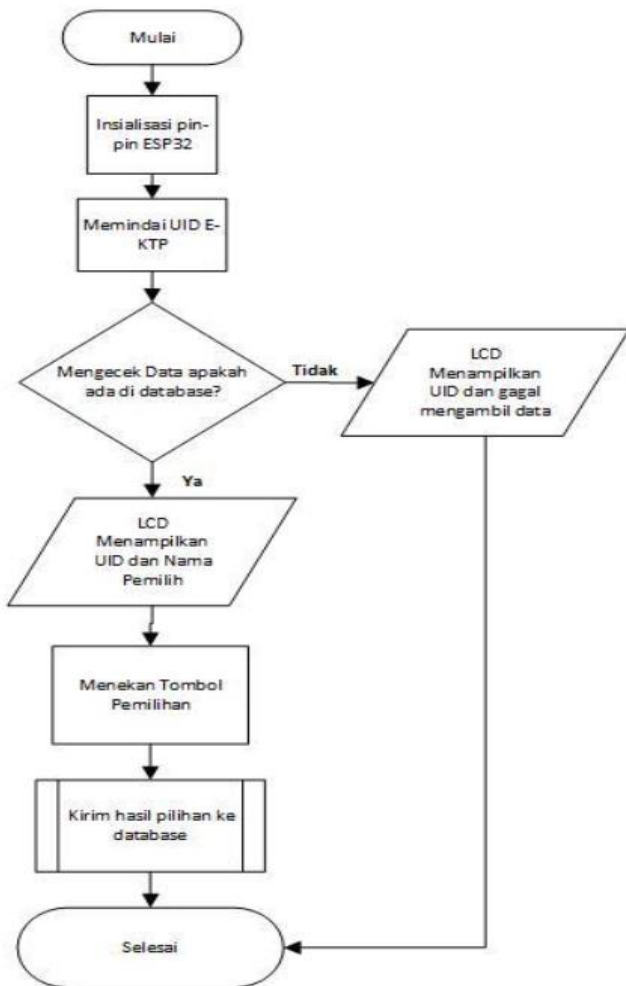 Mulai
Insialisasi pin-
pin ESP32
Memindai UID E-
KTP
Mengecek Data apakah
ada di database?
Tidak
LCD
Menampilkan
UID dan gagal
mengambil data
Ya
LCD
Menampilkan
UID dan Nama
Pemilih
Menekan Tombol
Pemilihan
Kirim hasil pilihan ke
database
Selesai